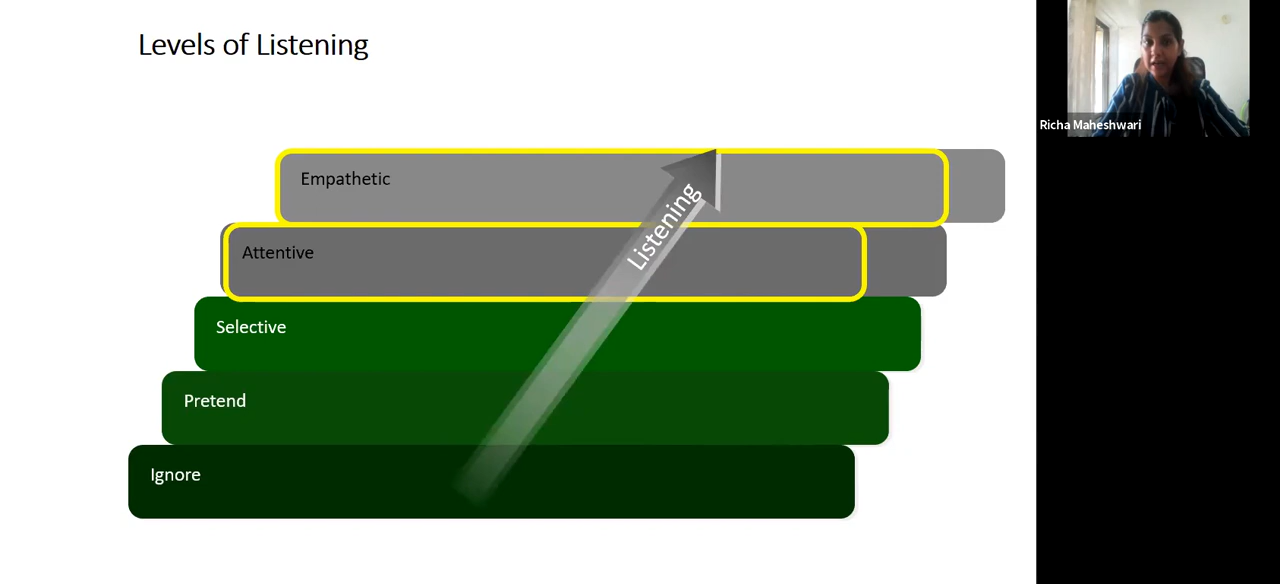 Levels of Listening
Richa Maheshwari
Empathetic
Listening
Attentive
Selective
Pretend
Ignore